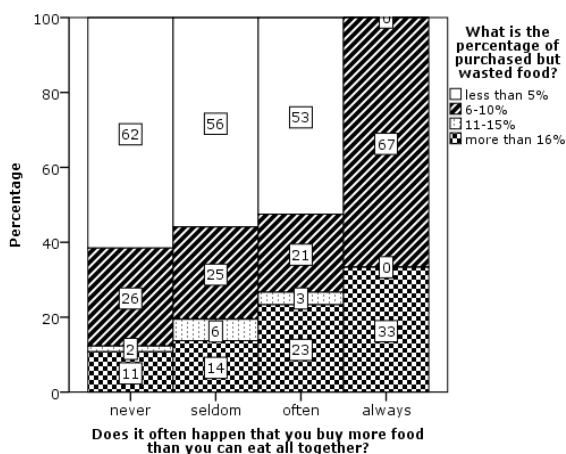 What is the
percentage of
purchased but
wasted food?
less than 5%
6-10%
11-15%
more than 16%
Percentage
100
80
60
40
20
0
62
56
53
0
67
26
25
21
0
2
6
3
11
14
23
33
never seldom often always
Does it often happen that you buy more food
than you can eat all together?